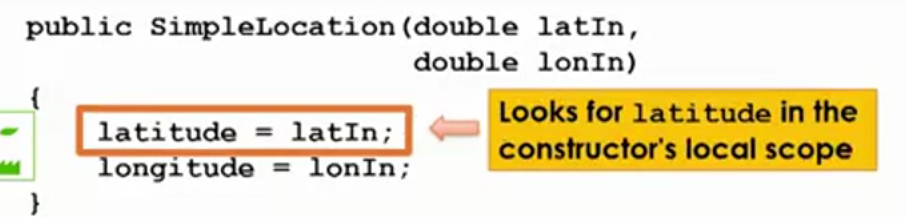 public SimpleLocation(double latIn,
double lonIn)
{
latitude = latIn;
Looks for latitude in the
constructor's local scope
longitude = lonIn;
}